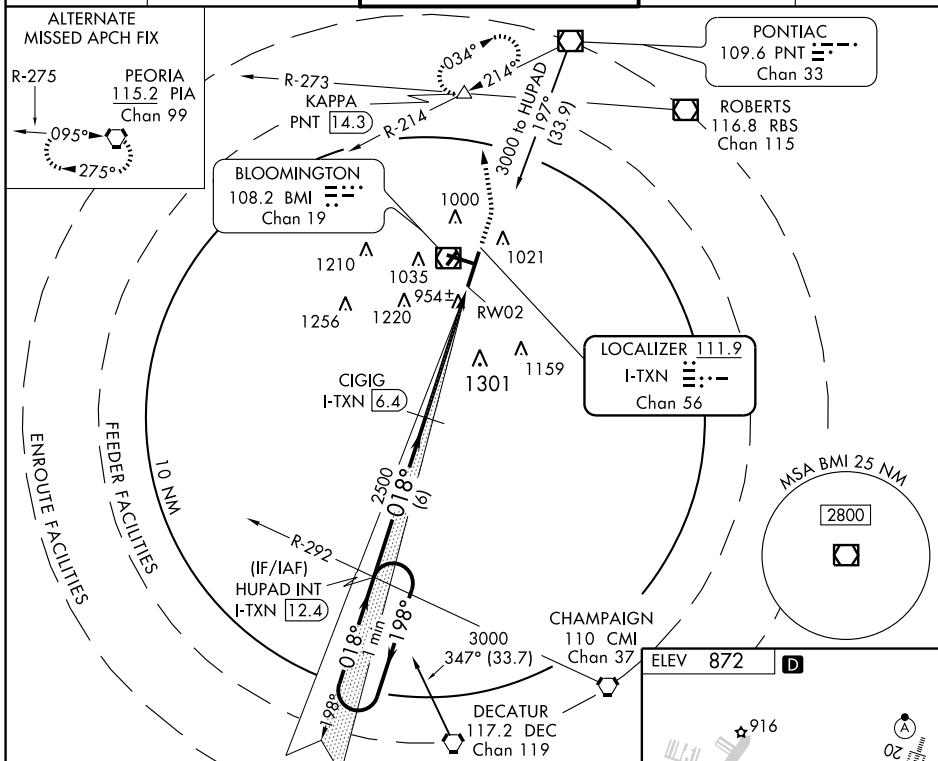 ALTERNATE
MISSED APCH FIX
R-275
PEORIA
115.2 PIA
Chan 99
095°
275°
034°
214°
R-273
KAPPA
PNT 14.3
R-214
3000 to HUPAD
197°
(33.9)
PONTIAC
109.6 PNT
Chan 33
ROBERTS
116.8 RBS
Chan 115
BLOOMINGTON
108.2 BMI
Chan 19
1000
1021
1210
1035
954±
1256
1220
RW02
1301
1159
LOCALIZER 111.9
I-TXN
Chan 56
CIGIG
I-TXN 6.4
ENROUTE FACILITIES
FEEDER FACILITIES
10 NM
2500
018°
(6)
R-292
(IF/IAF)
HUPAD INT
I-TXN 12.4
018°
1 min
198°
198°
3000
347° (33.7)
CHAMPAIGN
110 CMI
Chan 37
DECATUR
117.2 DEC
Chan 119
MSA BMI 25 NM
2800
ELEV 872
D
916
A
20